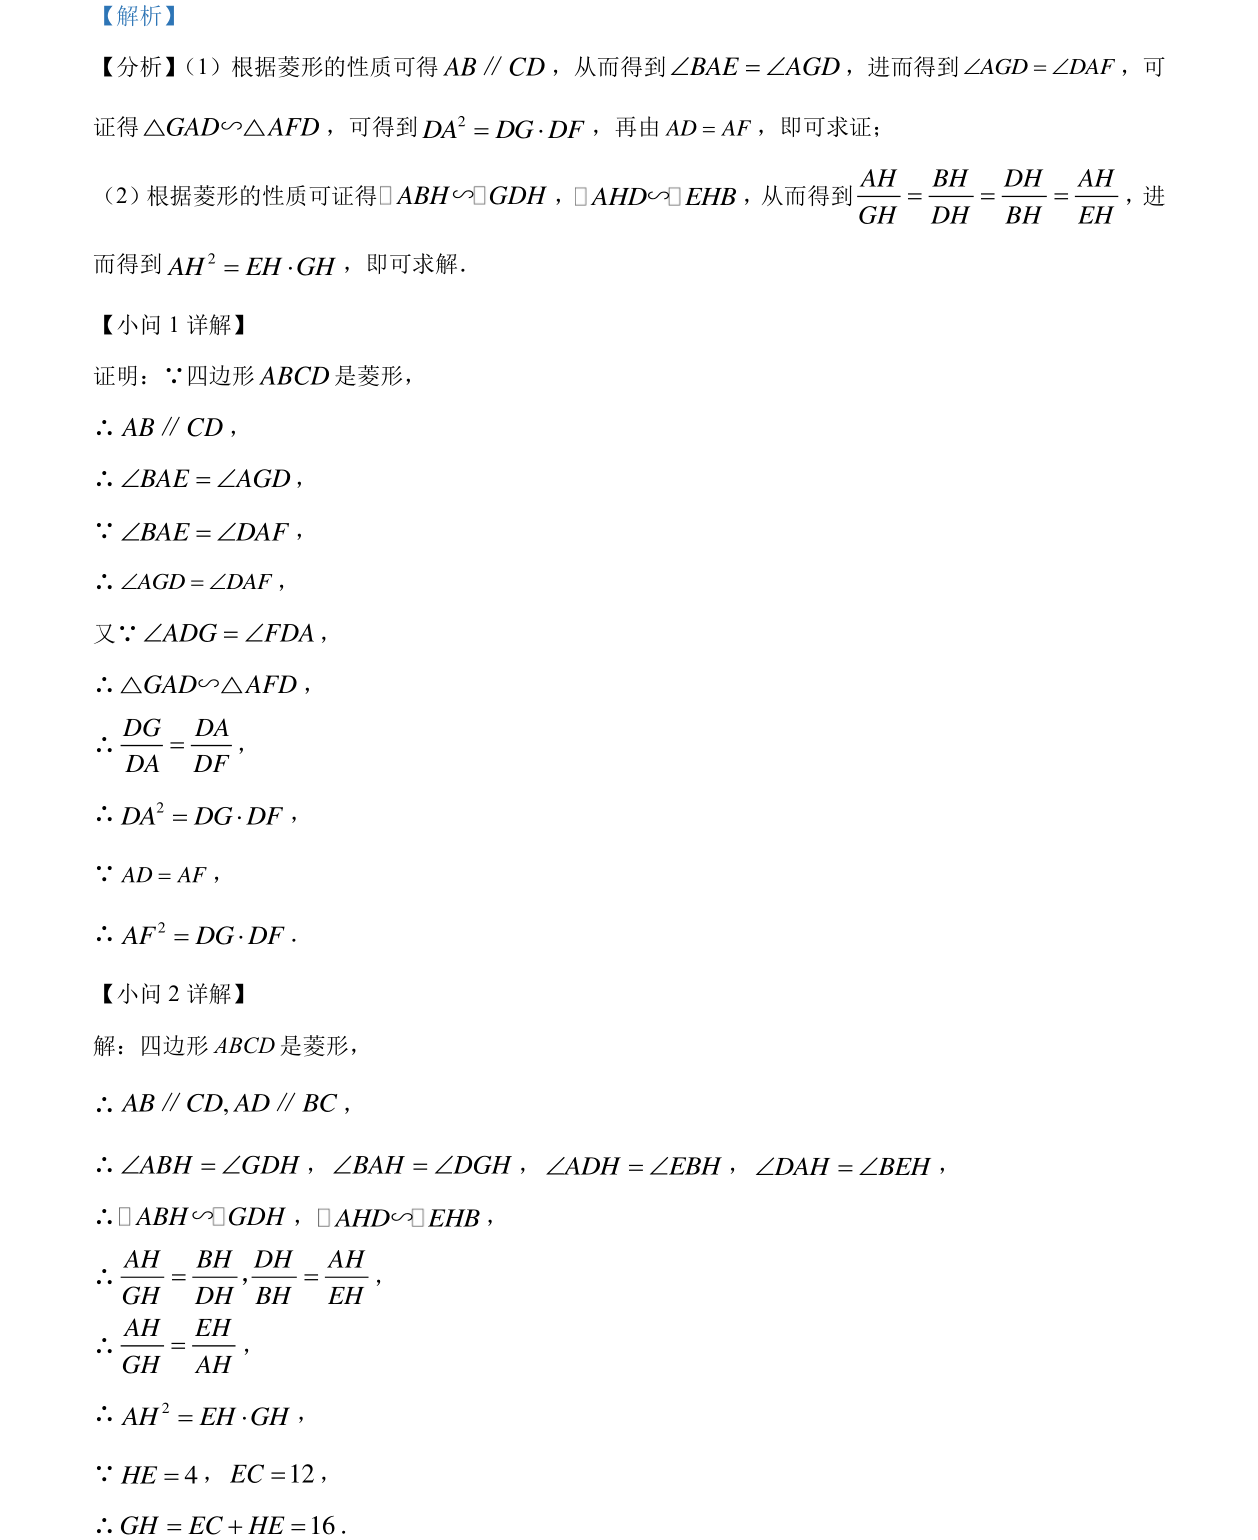 【解析】
【分析】（1）根据菱形的性质可得 AB∥CD，从而得到∠BAE=∠AGD，进而得到∠AGD=∠DAF，可
证得△GAD∽△AFD，可得到DA²=DG·DF，再由 AD=AF，即可求证；
（2）根据菱形的性质可证得□ABH∽□GDH，□AHD∽□EHB，从而得到AH/GH=BH/DH=DH/BH=AH/EH，进
而得到AH²=EH·GH，即可求解．
【小问 1 详解】
证明：∵四边形 ABCD 是菱形，
∴AB∥CD，
∴∠BAE=∠AGD，
∵∠BAE=∠DAF，
∴∠AGD=∠DAF，
又∵∠ADG=∠FDA，
∴△GAD∽△AFD，
∴DG/DA=DA/DF，
∴DA²=DG·DF，
∵AD=AF，
∴AF²=DG·DF．
【小问 2 详解】
解：四边形 ABCD 是菱形，
∴AB∥CD,AD∥BC，
∴∠ABH=∠GDH，∠BAH=∠DGH，∠ADH=∠EBH，∠DAH=∠BEH，
∴□ABH∽□GDH，□AHD∽□EHB，
∴AH/GH=BH/DH,DH/BH=AH/EH，
∴AH/GH=EH/AH，
∴AH²=EH·GH，
∵HE=4，EC=12，
∴GH=EC+HE=16．